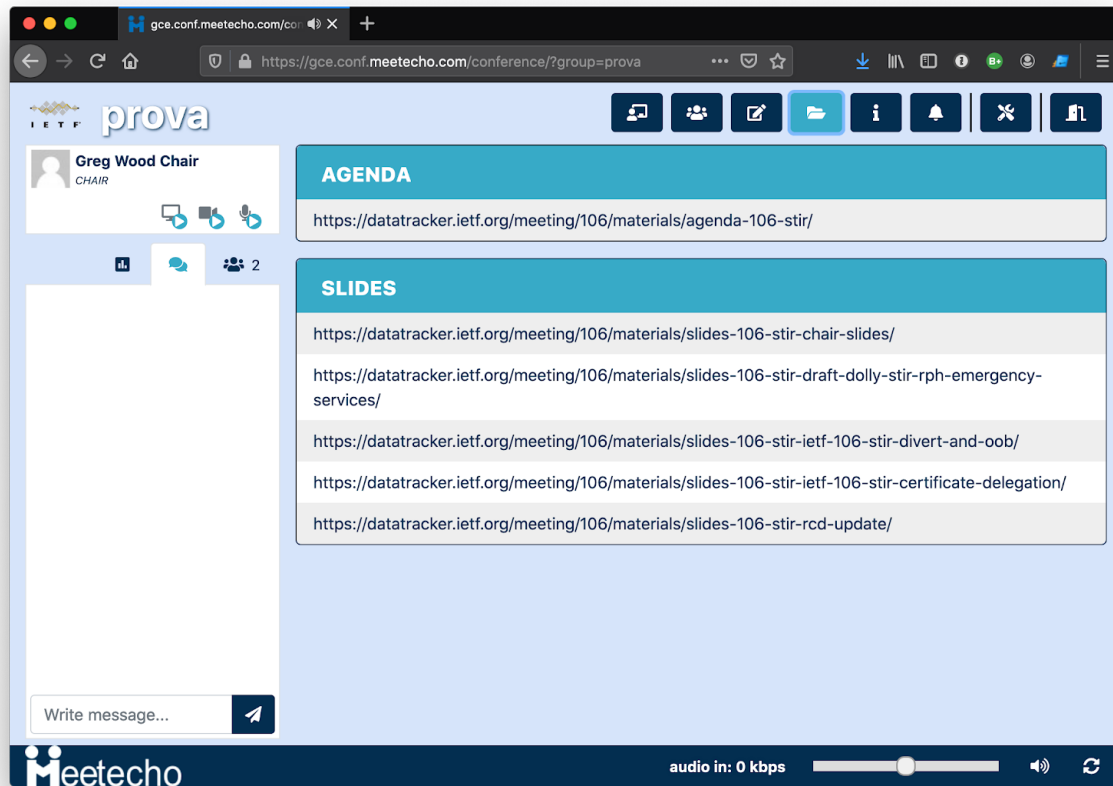 gce.conf.meetecho.com/con
https://gce.conf.meetecho.com/conference/?group=prova
I E T F
prova
Greg Wood Chair
CHAIR
2
AGENDA
https://datatracker.ietf.org/meeting/106/materials/agenda-106-stir/
SLIDES
https://datatracker.ietf.org/meeting/106/materials/slides-106-stir-chair-slides/
https://datatracker.ietf.org/meeting/106/materials/slides-106-stir-draft-dolly-stir-rph-emergency-
services/
https://datatracker.ietf.org/meeting/106/materials/slides-106-stir-ietf-106-stir-divert-and-oob/
https://datatracker.ietf.org/meeting/106/materials/slides-106-stir-ietf-106-stir-certificate-delegation/
https://datatracker.ietf.org/meeting/106/materials/slides-106-stir-rcd-update/
Write message...
Meetecho
audio in: 0 kbps